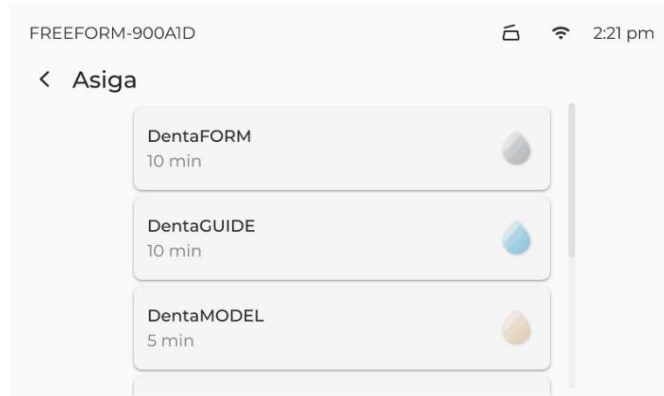 FREEFORM-900A1D 2:21 pm
Asiga
DentaFORM
10 min
DentaGUIDE
10 min
DentaMODEL
5 min